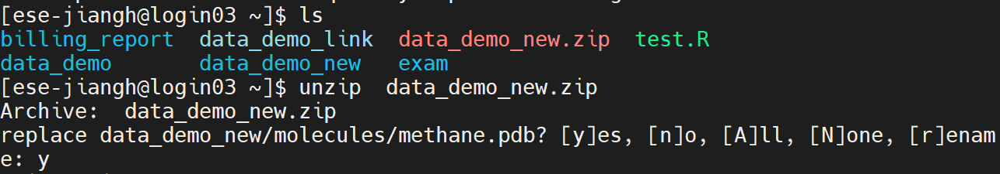 [ese-jiangh@login03 ~]$ ls
billing_report  data_demo_link  data_demo_new.zip  test.R
data_demo       data_demo_new   exam
[ese-jiangh@login03 ~]$ unzip  data_demo_new.zip
Archive:  data_demo_new.zip
replace data_demo_new/molecules/methane.pdb? [y]es, [n]o, [A]ll, [N]one, [r]enam
e: y